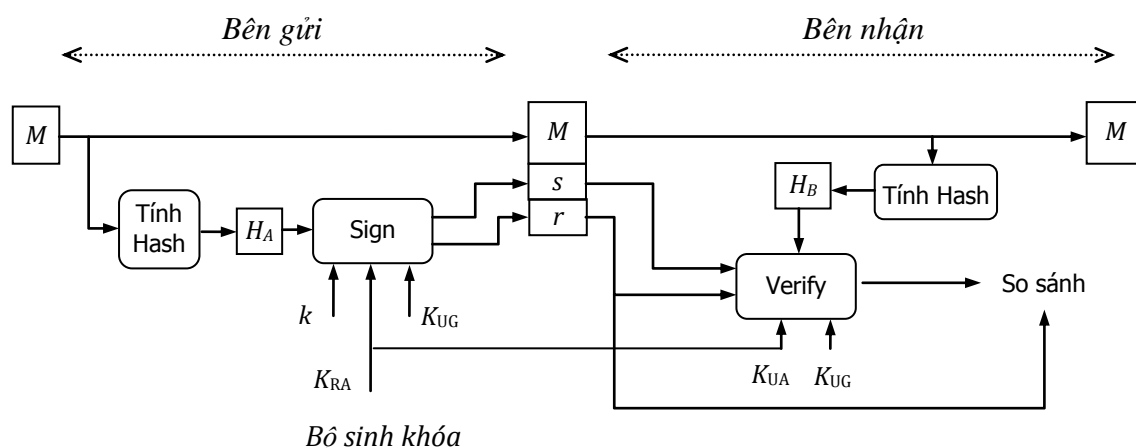 Bên gửi
Bên nhận
M
M
M
s
r
Tính
Hash
H_A
Sign
H_B
Tính Hash
Verify
So sánh
k
K_UG
K_RA
K_UA
K_UG
Bộ sinh khóa